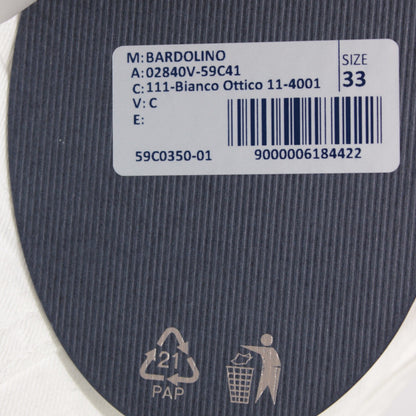 M: BARDOLINO
A: 02840V-59C41
C: 111-Bianco Ottico 11-4001
V: C
E:
SIZE
33
59C0350-01
9000006184422
21
PAP